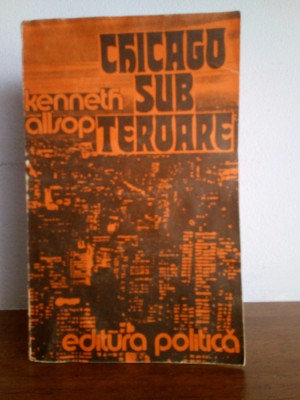 CHICAGO
SUB
TEROARE
kenneth
allsop
editura politică